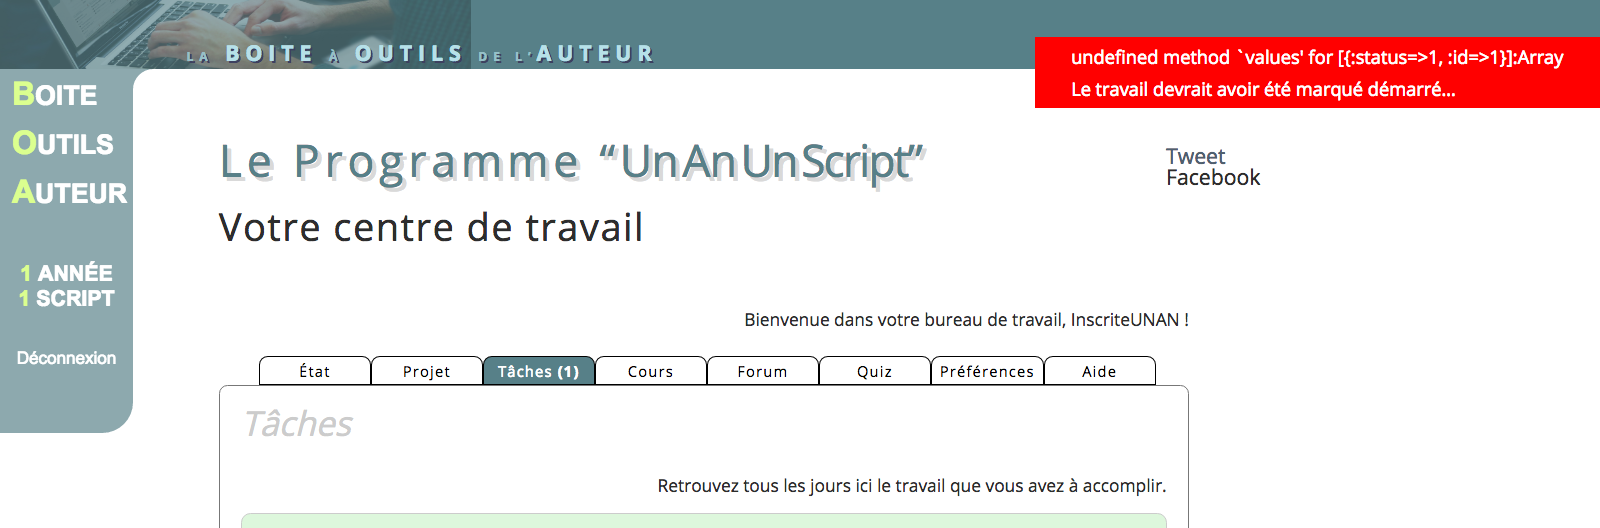 LA BOITE À OUTILS DE L'AUTEUR
undefined method `values' for [{:status=>1, :id=>1}]:Array
Le travail devrait avoir été marqué démarré...
BOITE
OUTILS
AUTEUR
1 ANNÉE
1 SCRIPT
Déconnexion
Le Programme “UnAnUnScript”
Tweet
Facebook
Votre centre de travail
Bienvenue dans votre bureau de travail, InscriteUNAN !
État Projet Tâches (1) Cours Forum Quiz Préférences Aide
Tâches
Retrouvez tous les jours ici le travail que vous avez à accomplir.